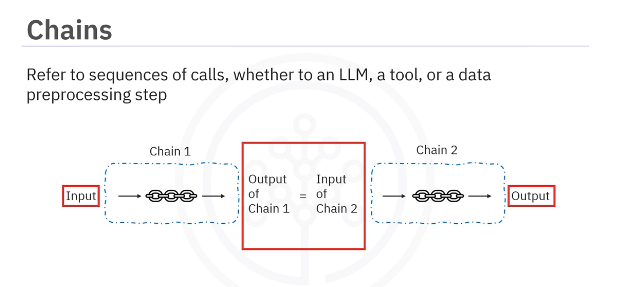 Chains
Refer to sequences of calls, whether to an LLM, a tool, or a data
preprocessing step
Chain 1
Chain 2
Input
Output
of
Chain 1
=
Input
of
Chain 2
Output